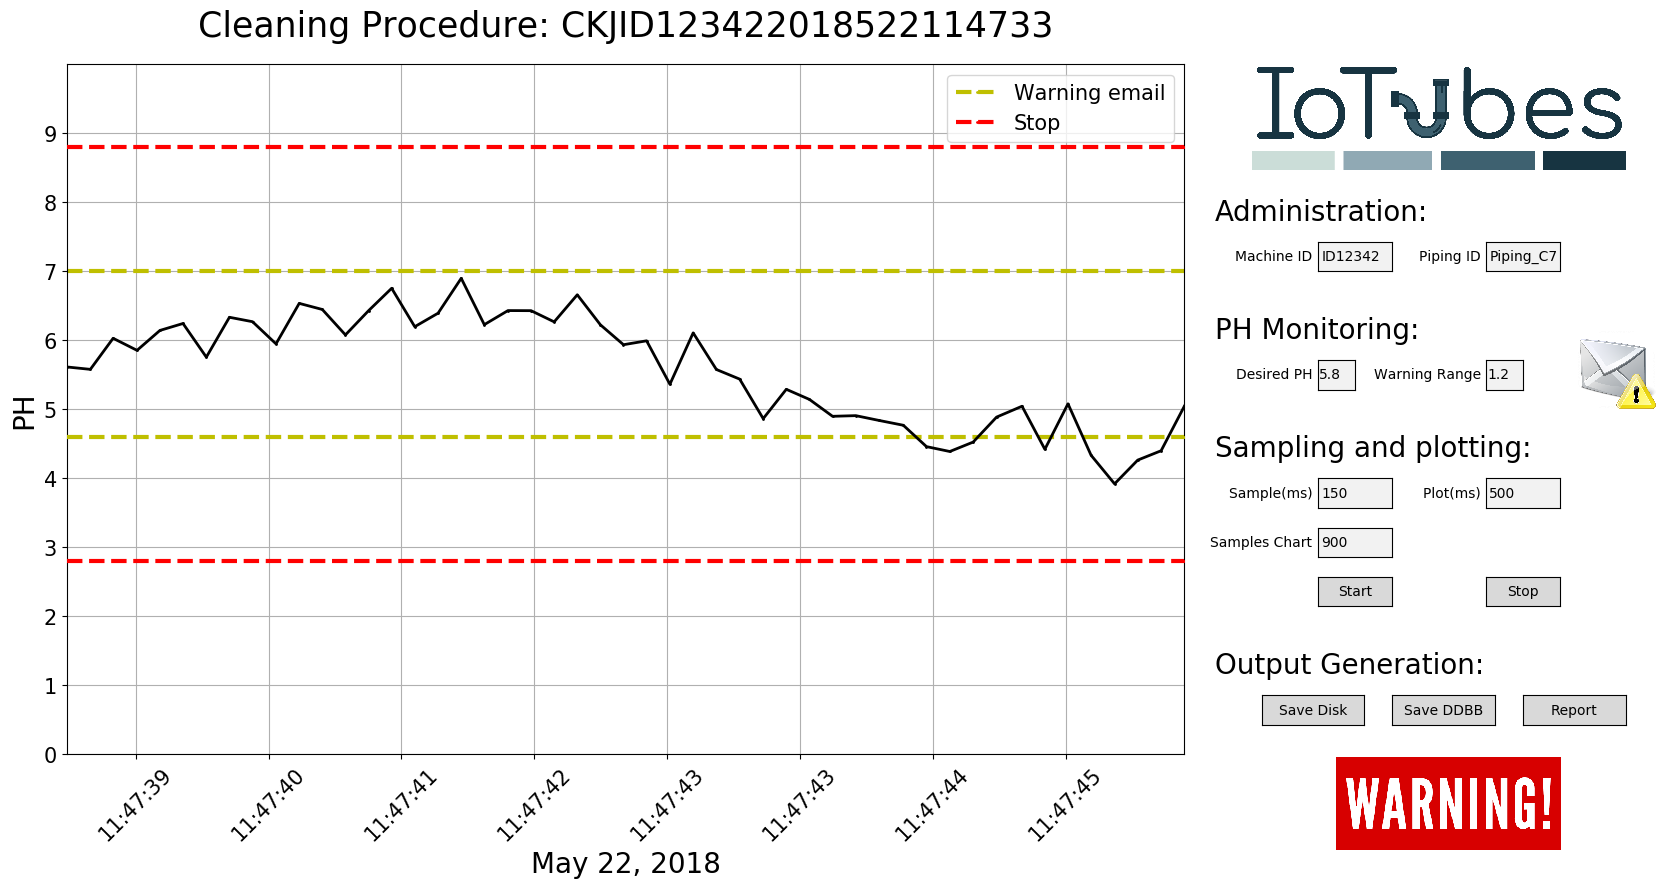 Cleaning Procedure: CKJID123422018522114733
Warning email
Stop
9
8
7
6
5
4
3
2
1
0
PH
11:47:39
11:47:40
11:47:41
11:47:42
11:47:43
11:47:43
11:47:44
11:47:45
May 22, 2018
IoTubes
Administration:
Machine ID ID12342 Piping ID Piping_C7
PH Monitoring:
Desired PH 5.8 Warning Range 1.2
Sampling and plotting:
Sample(ms) 150 Plot(ms) 500
Samples Chart 900
Start Stop
Output Generation:
Save Disk Save DDBB Report
WARNING!